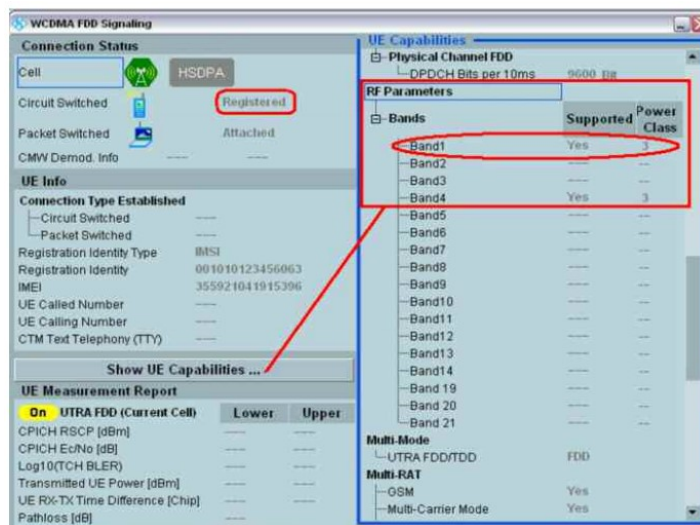 WCDMA FDD Signaling
Connection Status
Cell HSDPA
Circuit Switched Registered
Packet Switched Attached
CMW Demod. Info --- ---
UE Info
Connection Type Established
Circuit Switched ---
Packet Switched ---
Registration Identity Type IMSI
Registration Identity 001010123456063
IMEI 355921041915396
UE Called Number ---
UE Calling Number ---
CTM Text Telephony (TTY) ---
Show UE Capabilities ...
UE Measurement Report
On UTRA FDD (Current Cell) Lower Upper
CPICH RSCP [dBm] --- --- ---
CPICH Ec/No [dB] --- --- ---
Log10(TCH BLER) --- --- ---
Transmitted UE Power [dBm] --- --- ---
UE RX-TX Time Difference [Chip] --- --- ---
Pathloss [dB] ---
UE Capabilities
Physical Channel FDD
DPDCH Bits per 10ms 9600 Bit
RF Parameters
Bands Supported Power Class
Band1 Yes 3
Band2 --- --
Band3 --- --
Band4 Yes 3
Band5 --- --
Band6 --- --
Band7 --- --
Band8 --- --
Band9 --- --
Band10 --- --
Band11 --- --
Band12 --- --
Band13 --- --
Band14 --- --
Band 19 --- --
Band 20 --- --
Band 21 --- --
Multi-Mode
UTRA FDD/TDD FDD
Multi-RAT
GSM Yes
Multi-Carrier Mode Yes